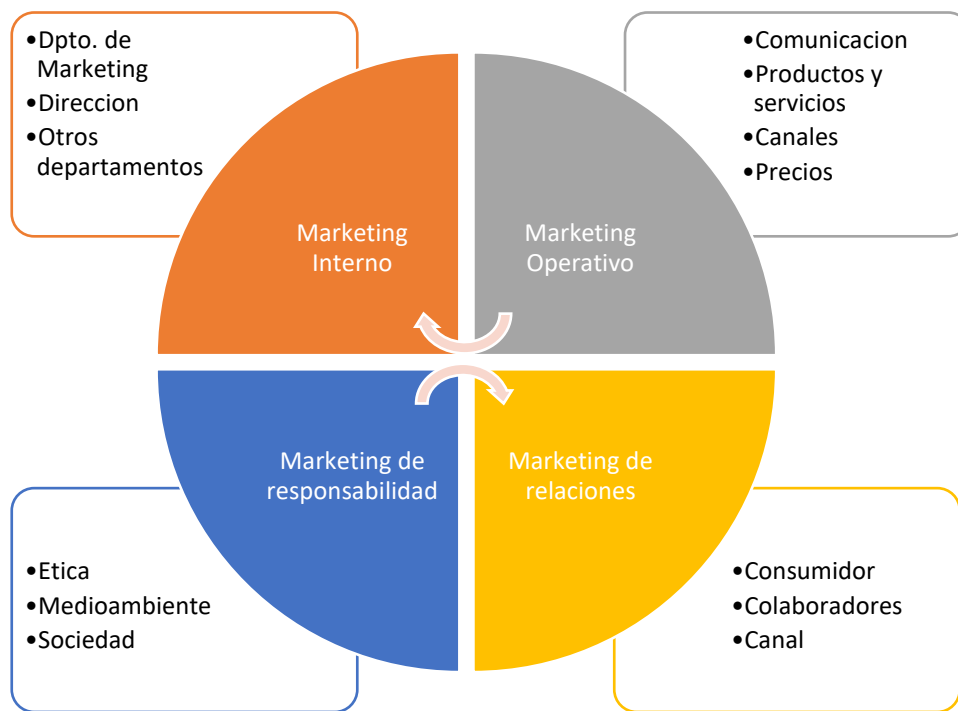 •Dpto. de
Marketing
•Direccion
•Otros
departamentos
•Comunicacion
•Productos y
servicios
•Canales
•Precios
Marketing
Interno
Marketing
Operativo
Marketing de
responsabilidad
Marketing de
relaciones
•Etica
•Medioambiente
•Sociedad
•Consumidor
•Colaboradores
•Canal